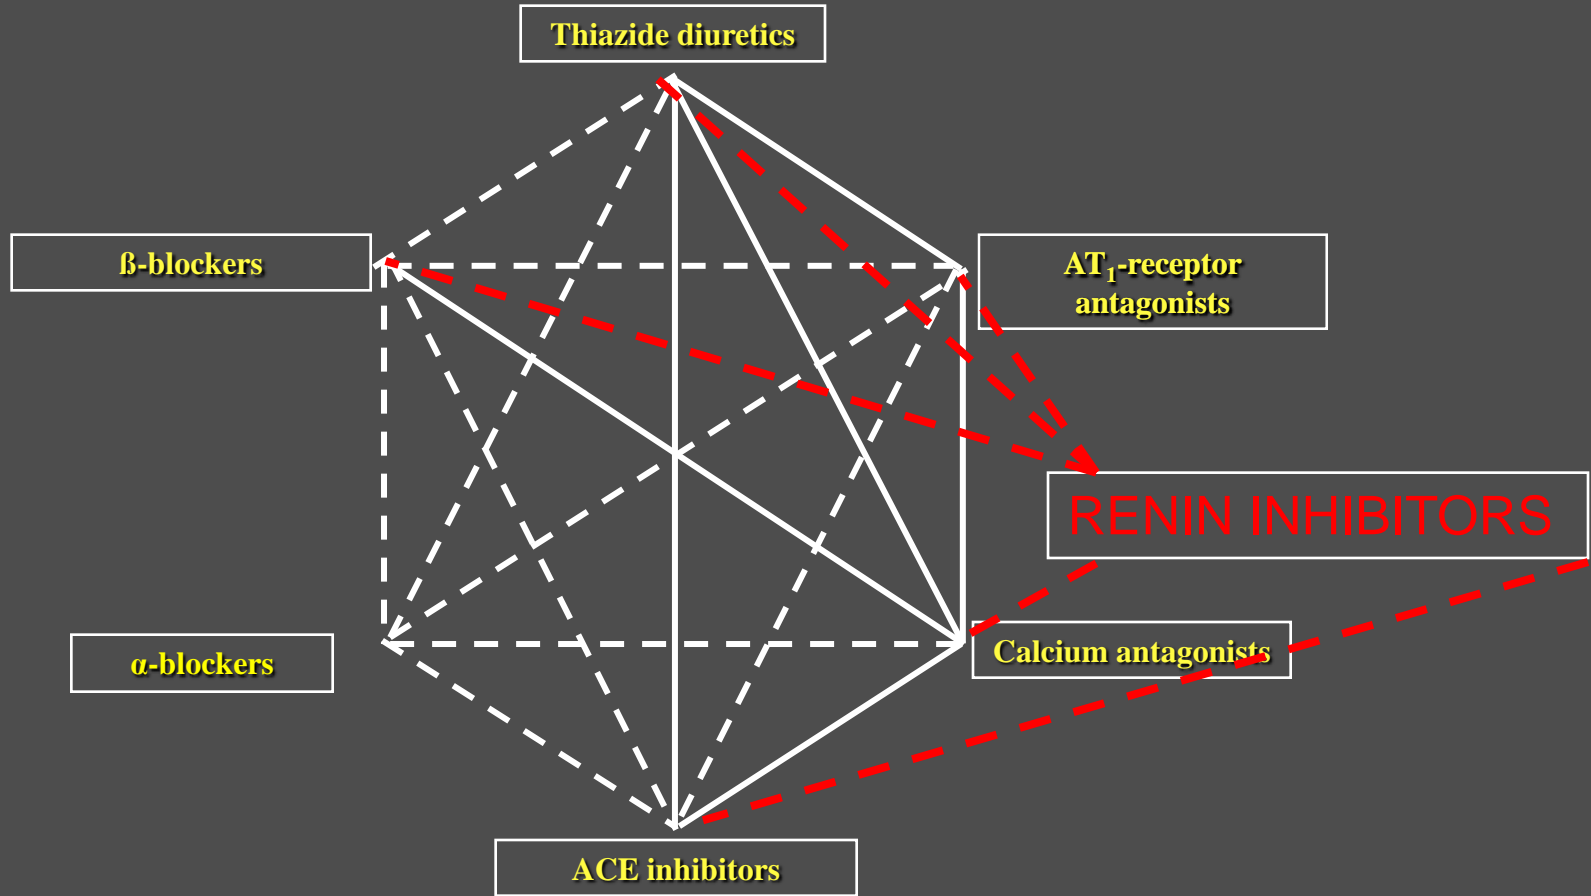 Thiazide diuretics
ß-blockers
AT₁-receptor
antagonists
RENIN INHIBITORS
α-blockers
Calcium antagonists
ACE inhibitors